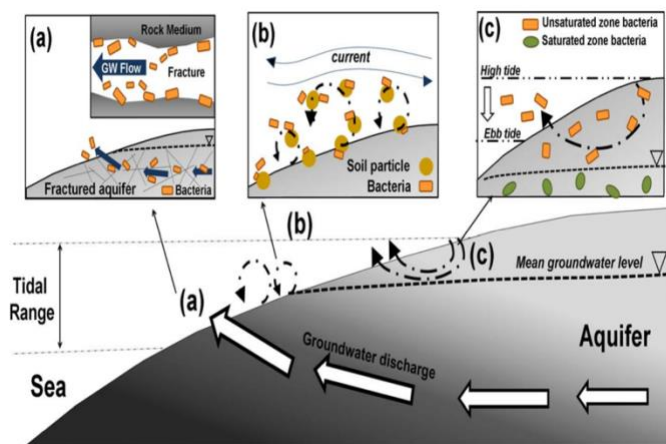 (a)
Rock Medium
Fracture
GW Flow
Fractured aquifer
Bacteria
(b)
current
Soil particle
Bacteria
(c)
Unsaturated zone bacteria
Saturated zone bacteria
High tide
Ebb tide
(b)
(c)
Mean groundwater level
Tidal
Range
(a)
Groundwater discharge
Aquifer
Sea